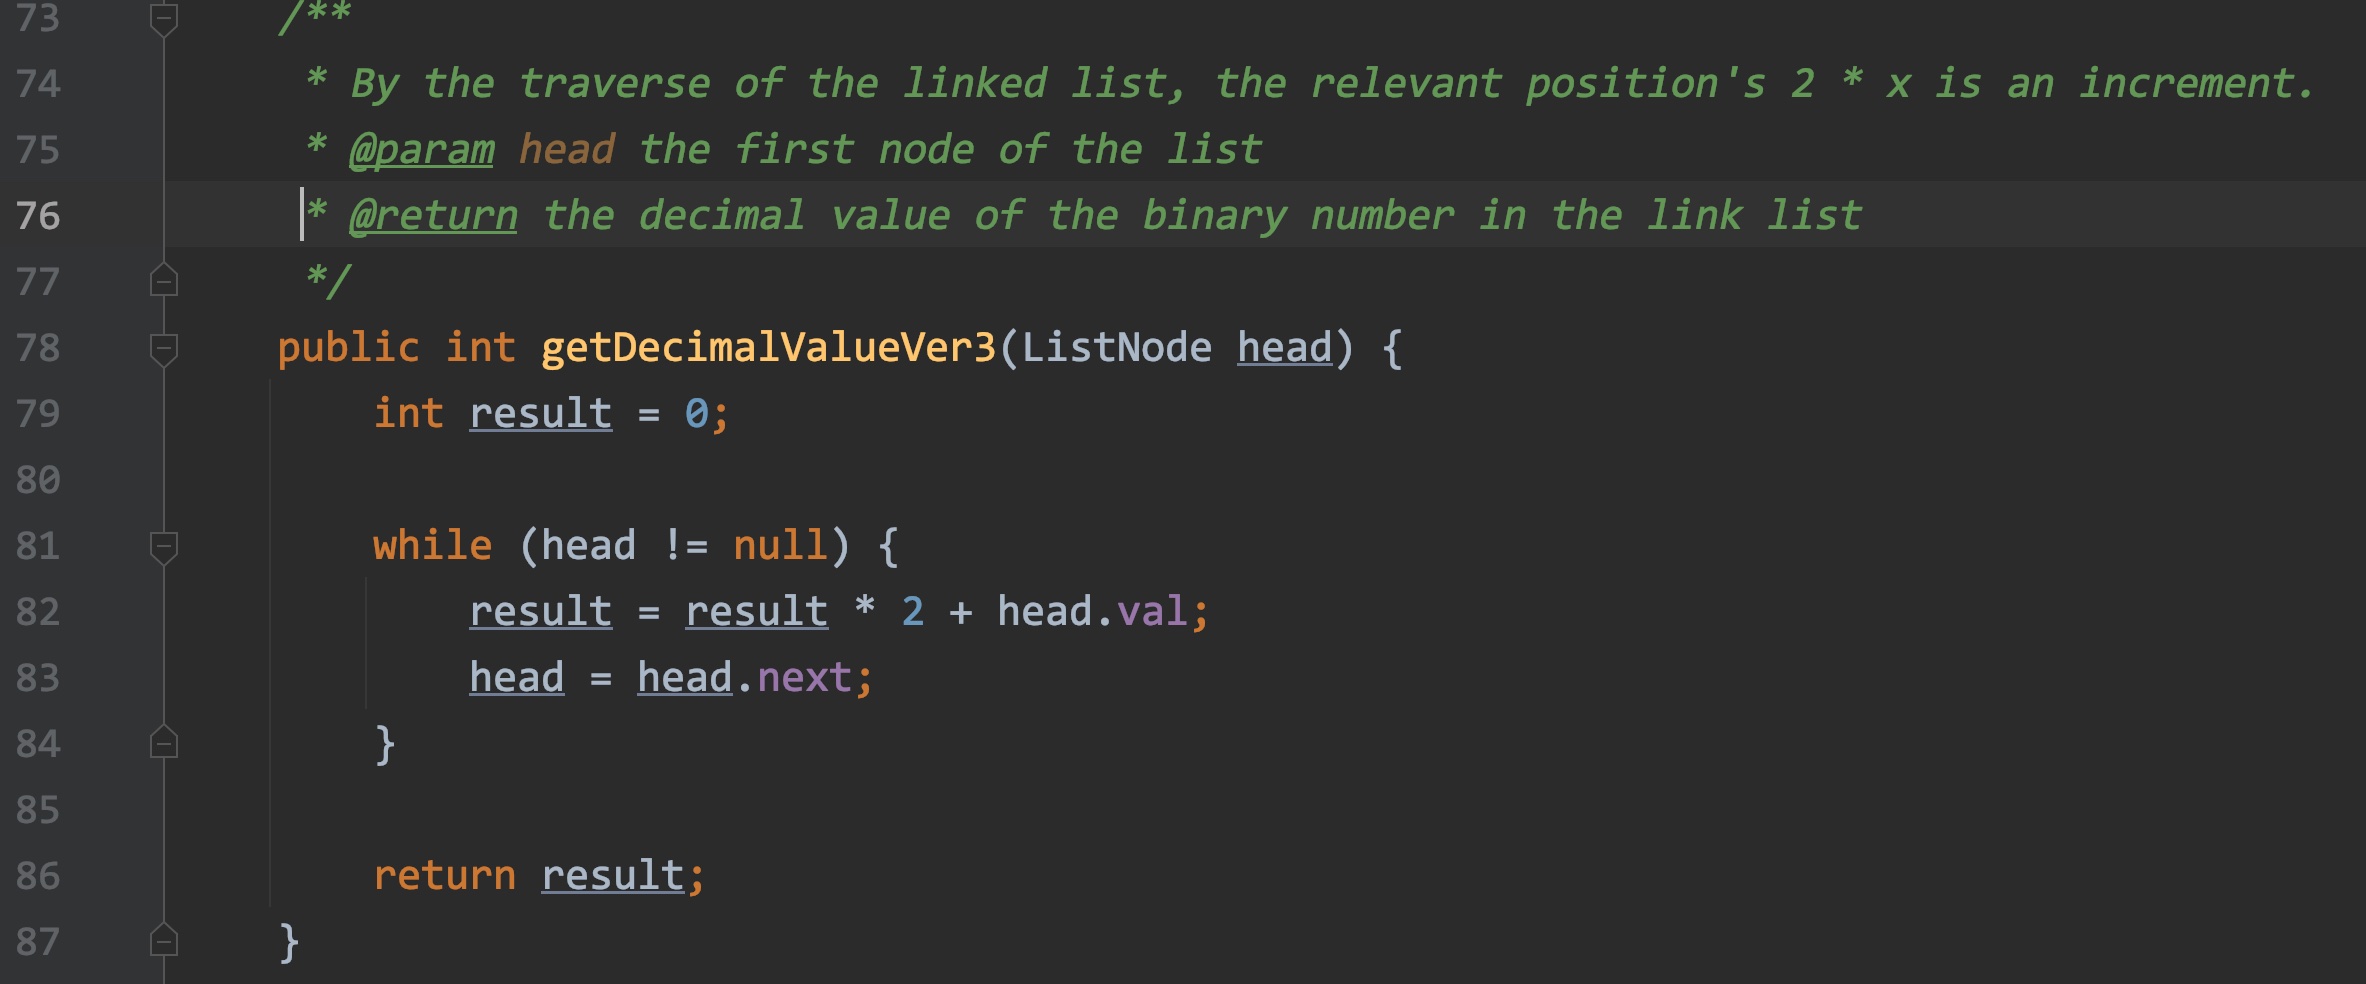 73 /**
74 * By the traverse of the linked list, the relevant position's 2 * x is an increment.
75 * @param head the first node of the list
76 * @return the decimal value of the binary number in the link list
77 */
78 public int getDecimalValueVer3(ListNode head) {
79 int result = 0;
80
81 while (head != null) {
82 result = result * 2 + head.val;
83 head = head.next;
84 }
85
86 return result;
87 }